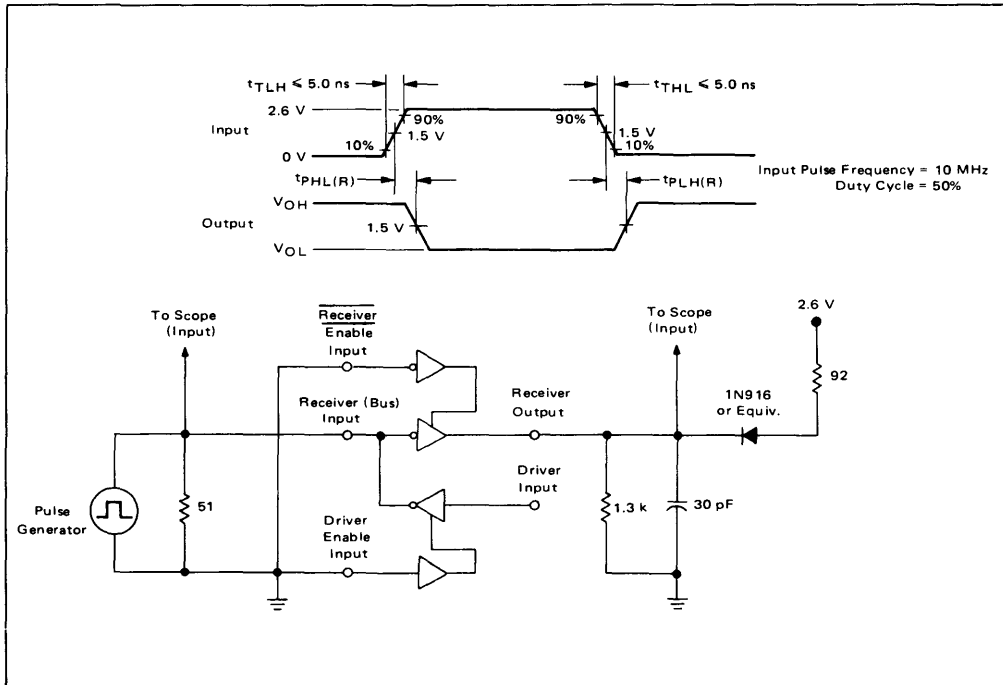 tTLH ≤ 5.0 ns
tTHL ≤ 5.0 ns
2.6 V
90%
90%
Input
1.5 V
1.5 V
10%
10%
0 V
Input Pulse Frequency = 10 MHz
Duty Cycle = 50%
tPHL(R)
tPLH(R)
VOH
Output
1.5 V
VOL
To Scope
(Input)
Receiver
Enable
Input
To Scope
(Input)
2.6 V
92
1N916
or Equiv.
Receiver (Bus)
Input
Receiver
Output
Driver
Input
Pulse
Generator
51
1.3 k
30 pF
Driver
Enable
Input